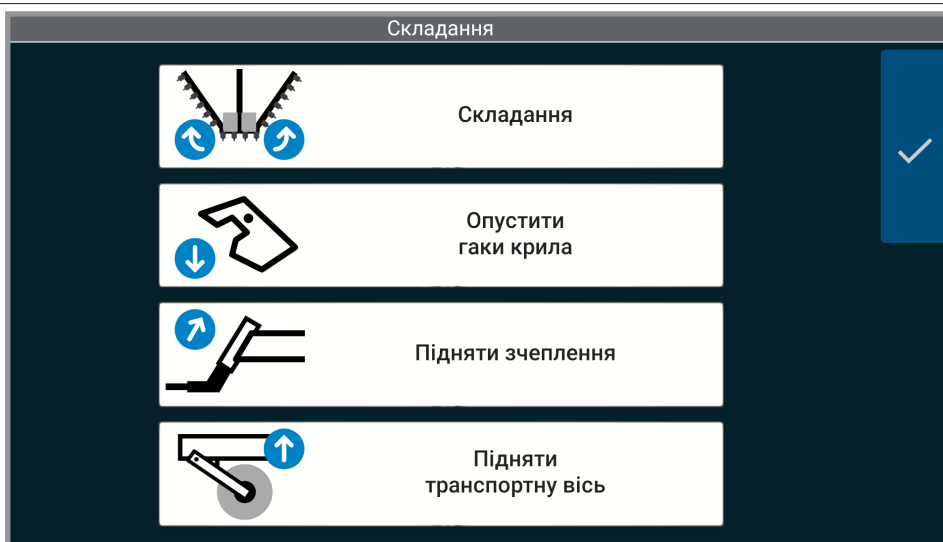 Складання
Складання
Опустити
гаки крила
Підняти зчеплення
Підняти
транспортну вісь